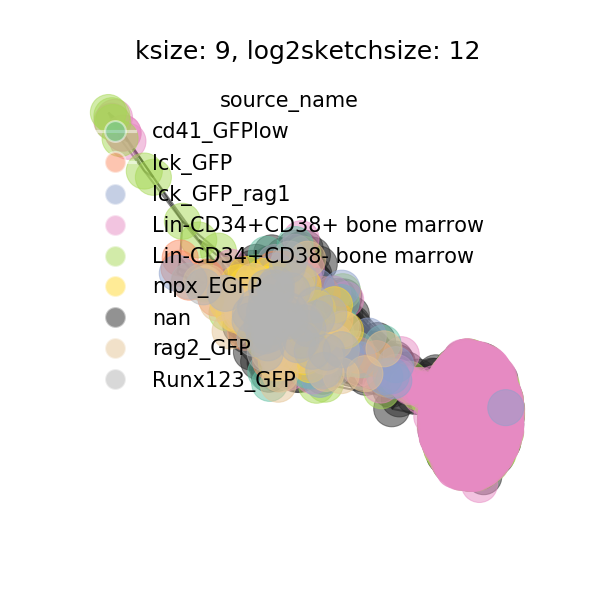 ksize: 9, log2sketchsize: 12
source_name
cd41_GFPlow
lck_GFP
lck_GFP_rag1
Lin-CD34+CD38+ bone marrow
Lin-CD34+CD38- bone marrow
mpx_EGFP
nan
rag2_GFP
Runx123_GFP